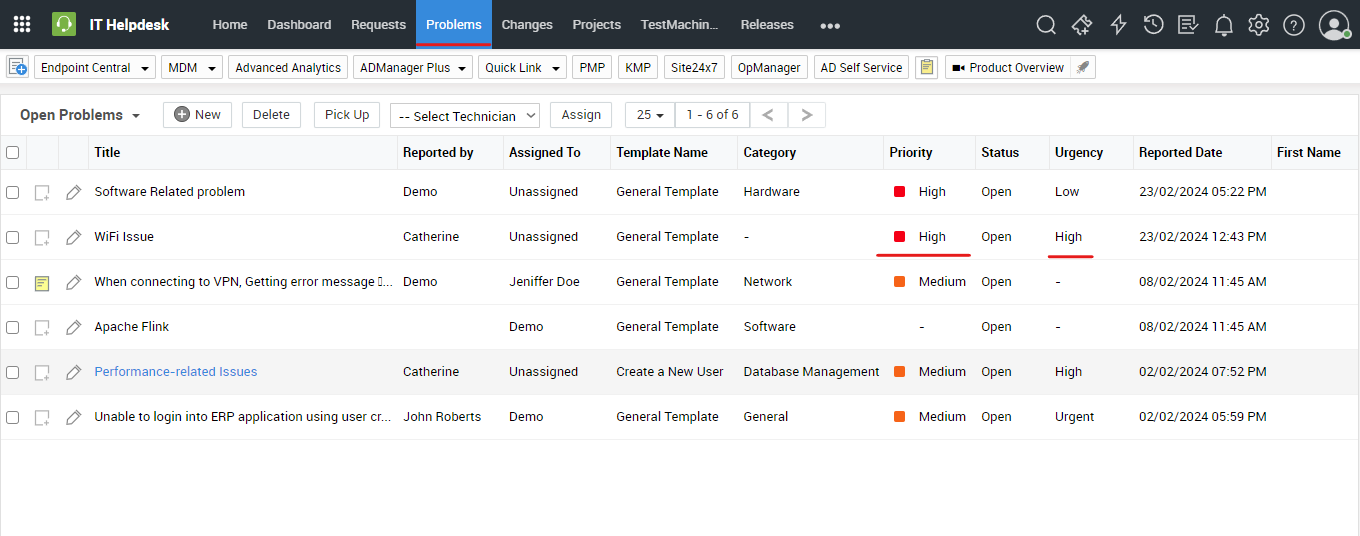 IT Helpdesk Home Dashboard Requests Problems Changes Projects TestMachin... Releases
Endpoint Central MDM Advanced Analytics ADManager Plus Quick Link PMP KMP Site24x7 OpManager AD Self Service Product Overview
Open Problems New Delete Pick Up -- Select Technician Assign 25 1 - 6 of 6
Title Reported by Assigned To Template Name Category Priority Status Urgency Reported Date First Name
Software Related problem Demo Unassigned General Template Hardware High Open Low 23/02/2024 05:22 PM
WiFi Issue Catherine Unassigned General Template - High Open High 23/02/2024 12:43 PM
When connecting to VPN, Getting error message ▯... Demo Jeniffer Doe General Template Network Medium Open - 08/02/2024 11:45 AM
Apache Flink Demo General Template Software - Open - 08/02/2024 11:45 AM
Performance-related Issues Catherine Unassigned Create a New User Database Management Medium Open High 02/02/2024 07:52 PM
Unable to login into ERP application using user cr... John Roberts Demo General Template General Medium Open Urgent 02/02/2024 05:59 PM